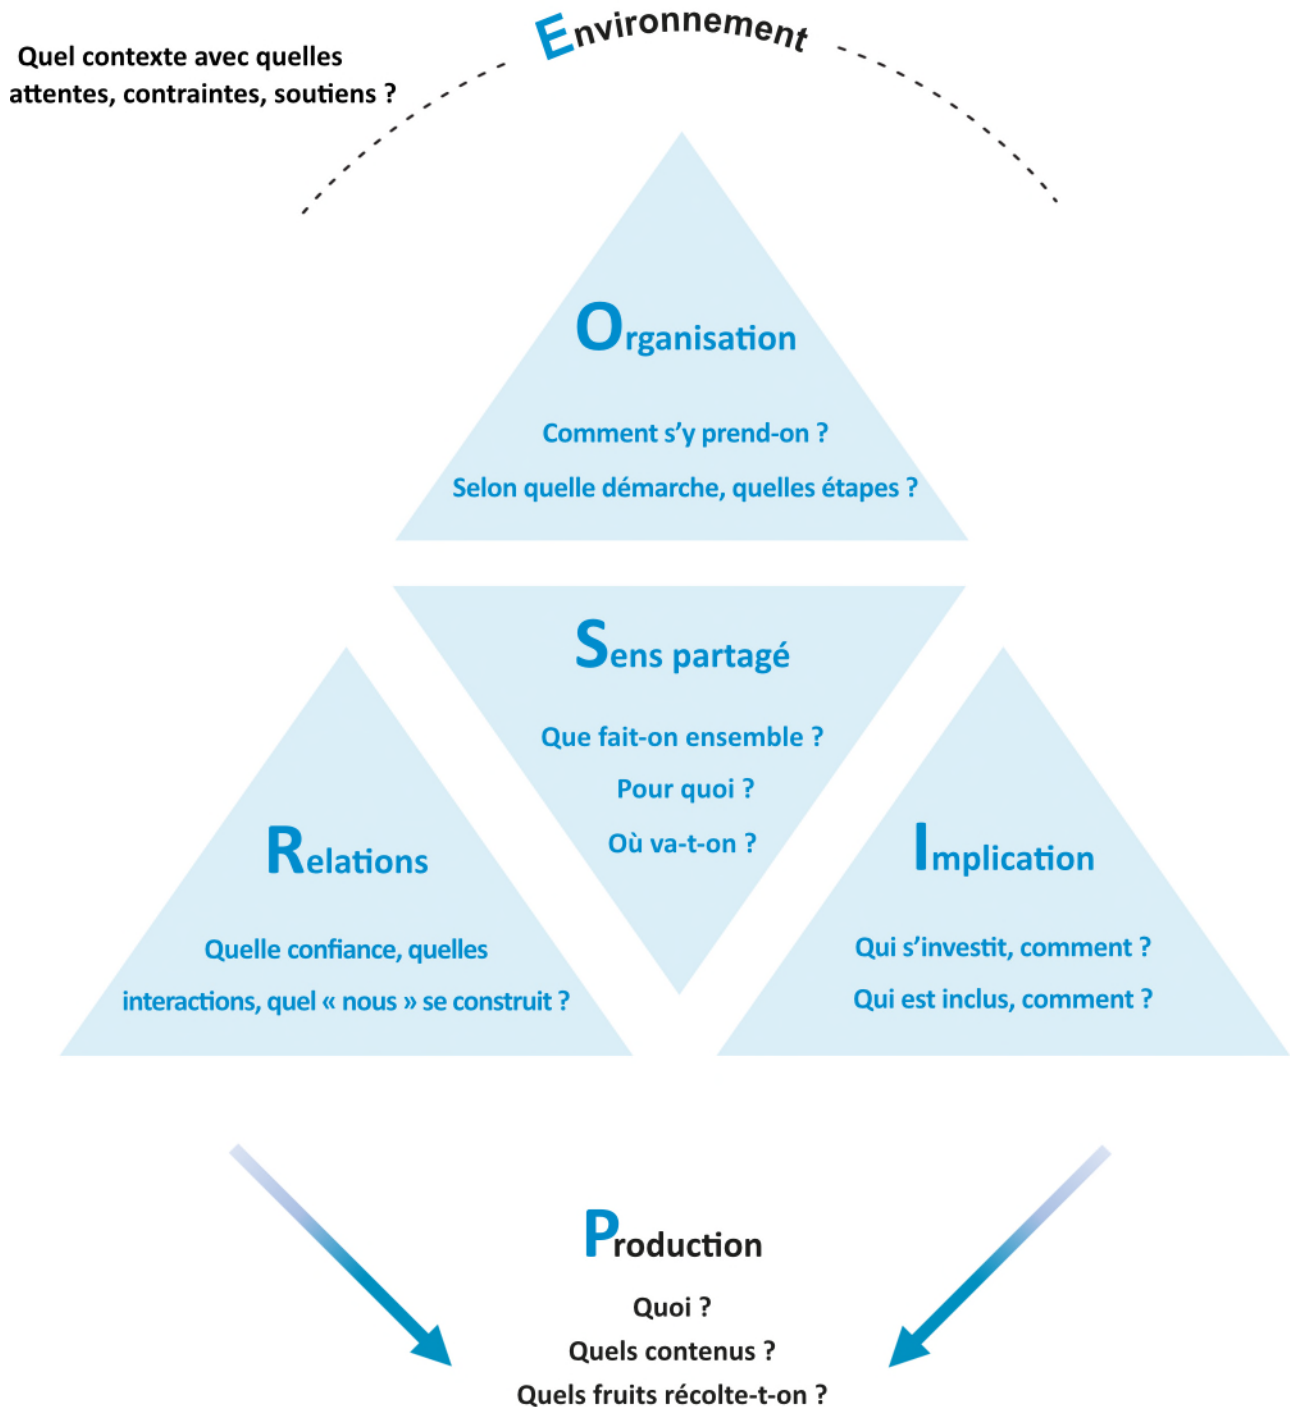 Environnement
Quel contexte avec quelles
attentes, contraintes, soutiens ?
Organisation
Comment s’y prend-on ?
Selon quelle démarche, quelles étapes ?
Sens partagé
Que fait-on ensemble ?
Pour quoi ?
Où va-t-on ?
Relations
Quelle confiance, quelles
interactions, quel « nous » se construit ?
Implication
Qui s’investit, comment ?
Qui est inclus, comment ?
Production
Quoi ?
Quels contenus ?
Quels fruits récolte-t-on ?